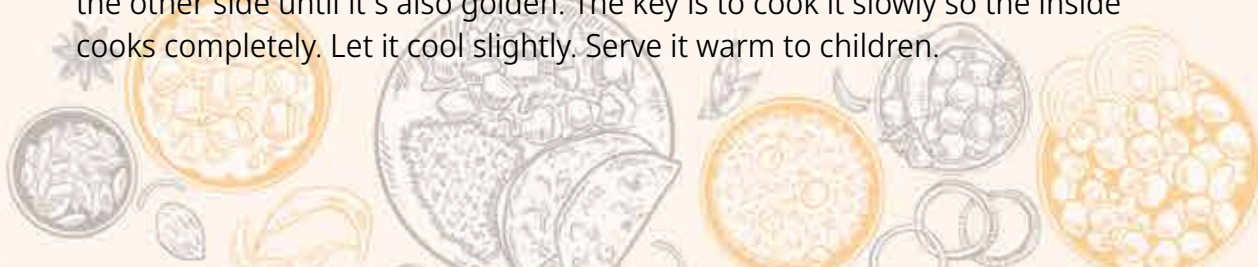 the other side until it's also golden. The key is to cook it slowly so the inside
cooks completely. Let it cool slightly. Serve it warm to children.